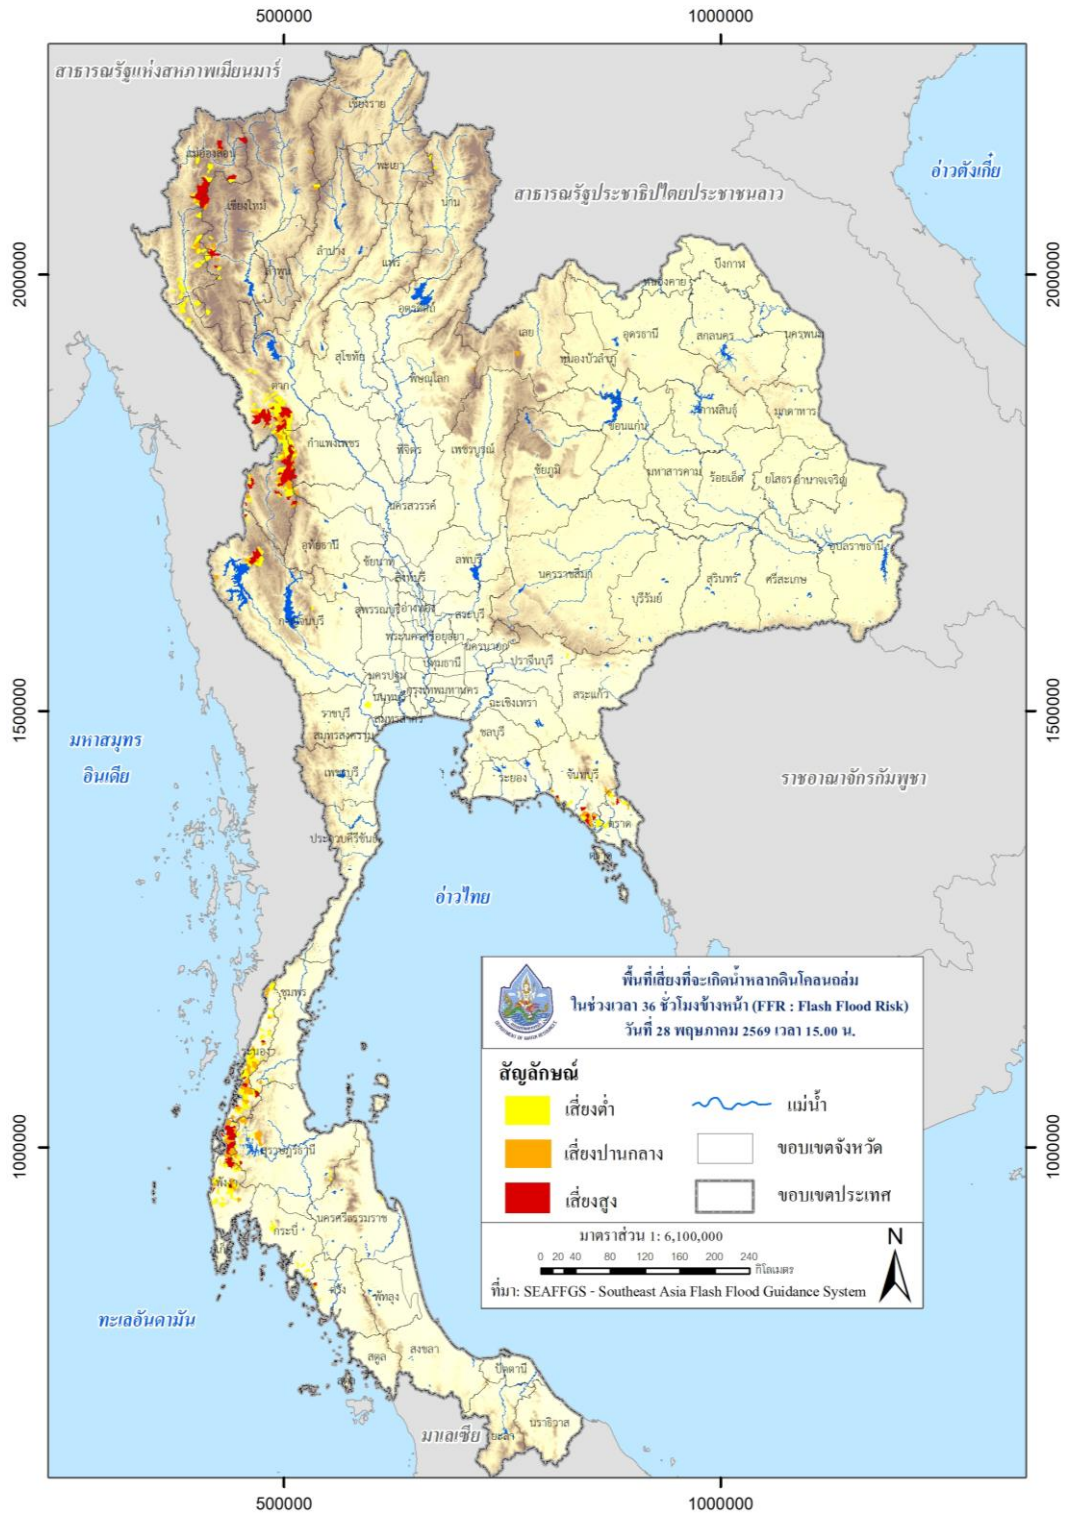 500000
1000000
สาธารณรัฐแห่งสหภาพเมียนมาร์
เชียงราย
อ่าวตังเกี๋ย
แม่ฮ่องสอน
พะเยา
สาธารณรัฐประชาธิปไตยประชาชนลาว
เชียงใหม่
น่าน
ลำปาง
แพร่
2000000
2000000
ลำพูน
บึงกาฬ
หนองคาย
อุตรดิตถ์
เลย
อุดรธานี
สกลนคร
นครพนม
สุโขทัย
หนองบัวลำภู
ตาก
พิษณุโลก
กาฬสินธุ์
มุกดาหาร
ขอนแก่น
กำแพงเพชร
พิจิตร
เพชรบูรณ์
ชัยภูมิ
มหาสารคาม
ร้อยเอ็ด
ยโสธร
อำนาจเจริญ
นครสวรรค์
อุทัยธานี
ชัยนาท
ลพบุรี
อุบลราชธานี
สิงห์บุรี
นครราชสีมา
สุรินทร์
ศรีสะเกษ
บุรีรัมย์
สุพรรณบุรี
อ่างทอง
สระบุรี
กาญจนบุรี
พระนครศรีอยุธยา
นครนายก
ปทุมธานี
ปราจีนบุรี
นครปฐม
นนทบุรี
กรุงเทพมหานคร
สระแก้ว
ฉะเชิงเทรา
1500000
1500000
ราชบุรี
สมุทรสาคร
สมุทรสงคราม
ชลบุรี
มหาสมุทร
อินเดีย
เพชรบุรี
ระยอง
จันทบุรี
ราชอาณาจักรกัมพูชา
ตราด
ประจวบคีรีขันธ์
ตราด
อ่าวไทย
ชุมพร
ระนอง
พื้นที่เสี่ยงที่จะเกิดน้ำหลากดินโคลนถล่ม
ในช่วงเวลา 36 ชั่วโมงข้างหน้า (FFR : Flash Flood Risk)
วันที่ 28 พฤษภาคม 2569 เวลา 15.00 น.
สัญลักษณ์
เสี่ยงต่ำ
แม่น้ำ
เสี่ยงปานกลาง
ขอบเขตจังหวัด
เสี่ยงสูง
ขอบเขตประเทศ
มาตราส่วน 1: 6,100,000
N
0 20 40 80 120 160 200 240
กิโลเมตร
ที่มา: SEAFFGS - Southeast Asia Flash Flood Guidance System
1000000
1000000
สุราษฎร์ธานี
พังงา
นครศรีธรรมราช
กระบี่
ตรัง
พัทลุง
ทะเลอันดามัน
สตูล
สงขลา
ปัตตานี
นราธิวาส
ยะลา
มาเลเซีย
500000
1000000